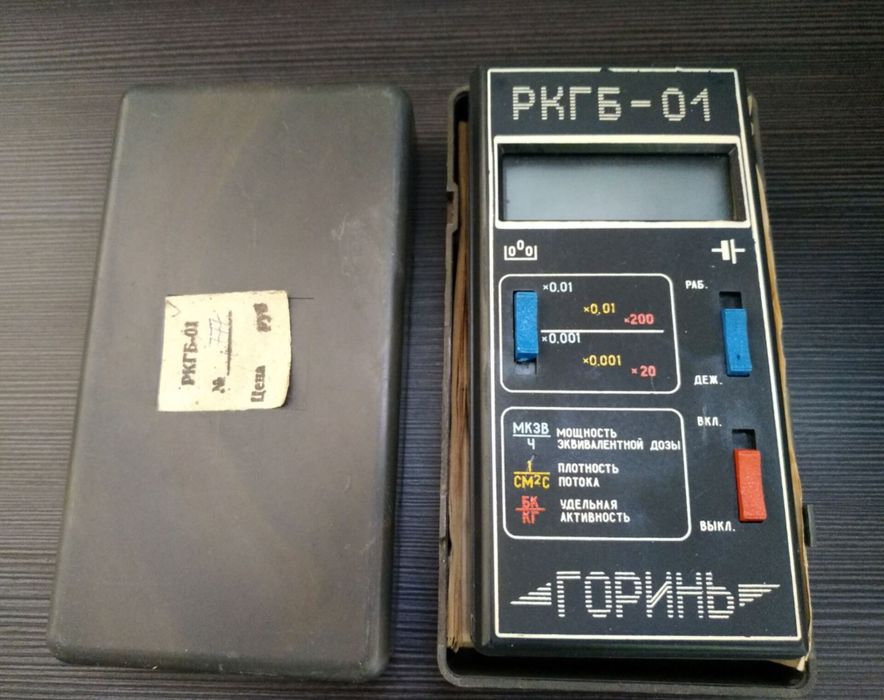 РКГБ-01
№ 777
Цена руб
РКГБ-01
×0.01
×0.01
×200
×0.001
×0.001
×20
РАБ.
ДЕЖ.
МКЗВ
Ч
МОЩНОСТЬ
ЭКВИВАЛЕНТНОЙ ДОЗЫ
1
СМ²С
ПЛОТНОСТЬ
ПОТОКА
БК
КГ
УДЕЛЬНАЯ
АКТИВНОСТЬ
ВКЛ.
ВЫКЛ.
ГОРИНЬ